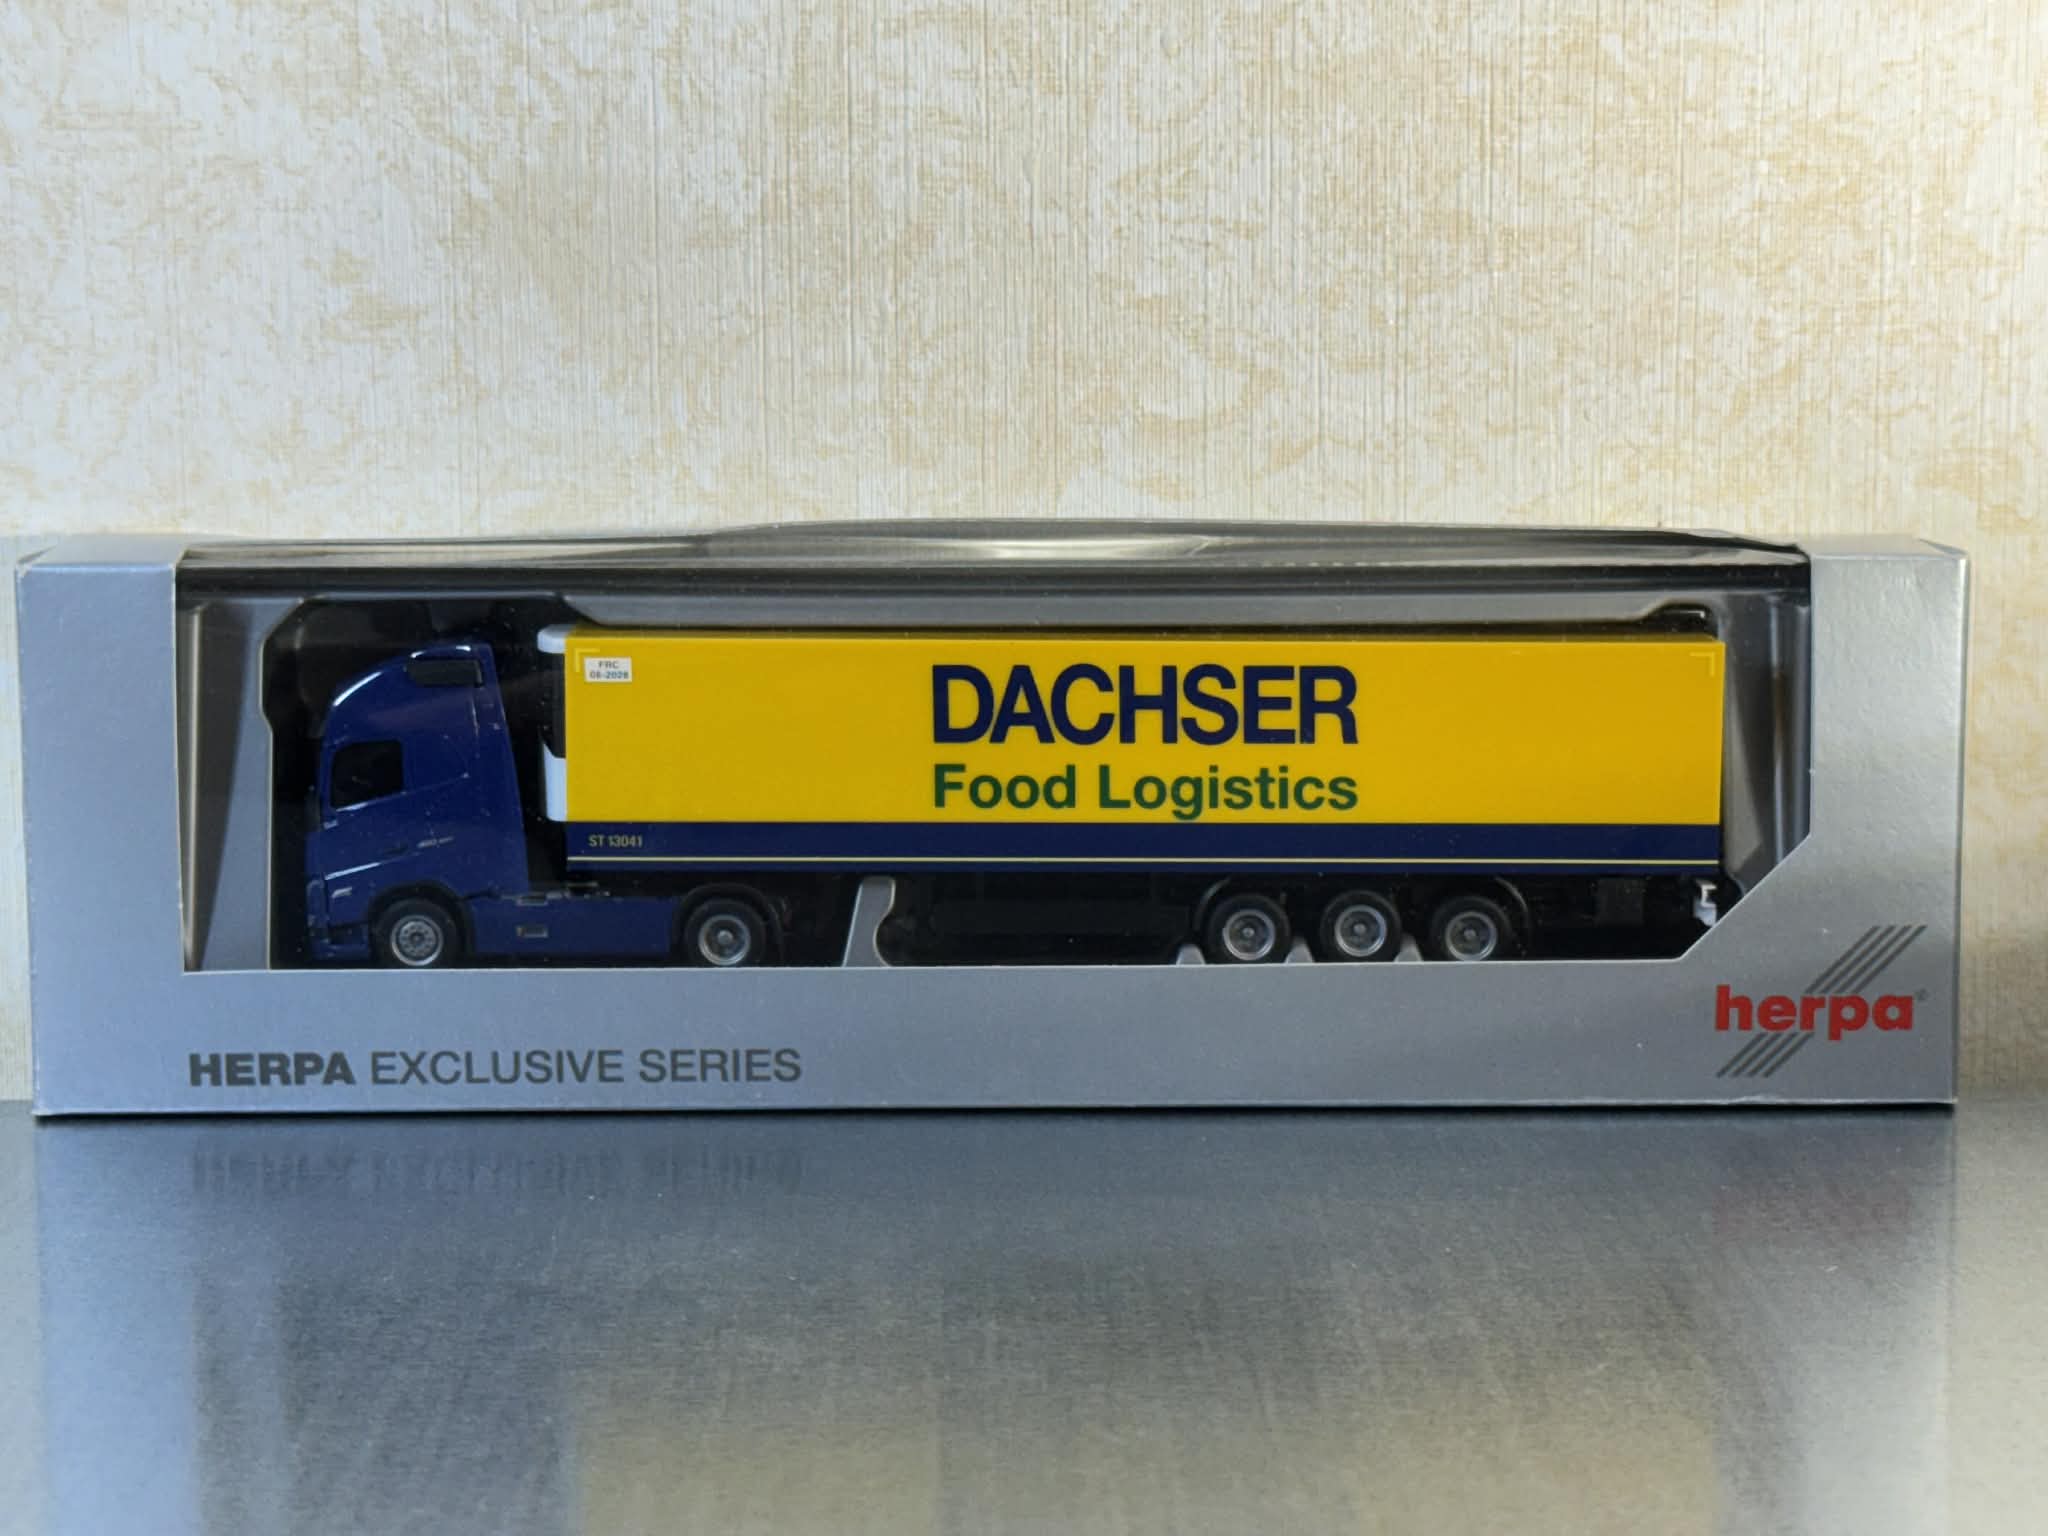 FRC
08-2028
DACHSER
Food Logistics
ST 13041
herpa®
HERPA EXCLUSIVE SERIES